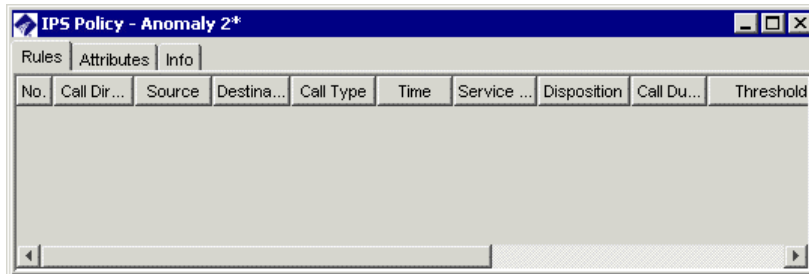 IPS Policy - Anomaly 2*
Rules Attributes Info
No. Call Dir... Source Destina... Call Type Time Service ... Disposition Call Du... Threshold